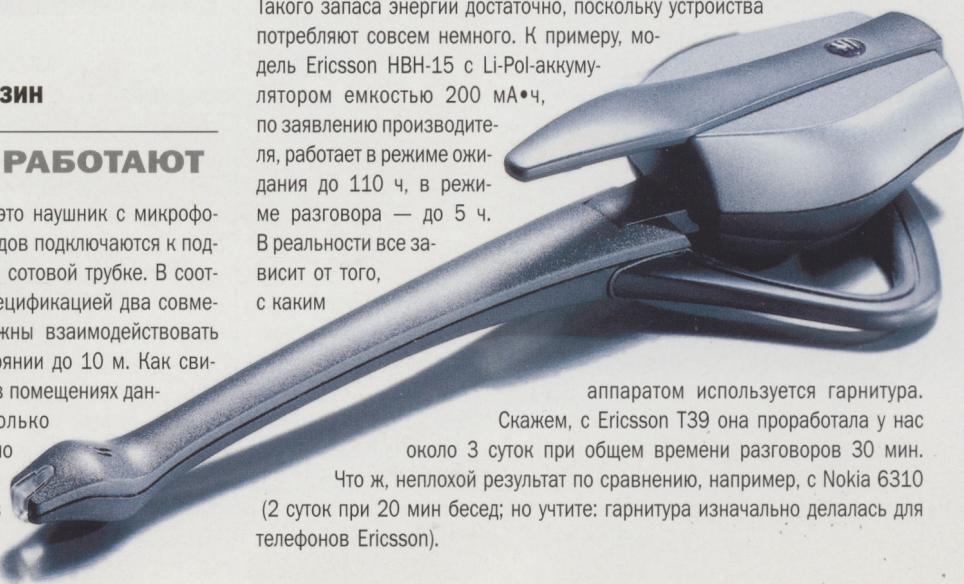 зин
РАБОТАЮТ
это наушник с микрофо-
дов подключаются к под-
сотовой трубке. В соот-
ецификацией два совме-
жны взаимодействовать
оянии до 10 м. Как сви-
в помещениях дан-
олько
ю
Такого запаса энергии достаточно, поскольку устройства
потребляют совсем немного. К примеру, мо-
дель Ericsson HBH-15 с Li-Pol-аккуму-
лятором емкостью 200 мА•ч,
по заявлению производите-
ля, работает в режиме ожи-
дания до 110 ч, в режи-
ме разговора — до 5 ч.
В реальности все за-
висит от того,
с каким
аппаратом используется гарнитура.
Скажем, с Ericsson T39 она проработала у нас
около 3 суток при общем времени разговоров 30 мин.
Что ж, неплохой результат по сравнению, например, с Nokia 6310
(2 суток при 20 мин бесед; но учтите: гарнитура изначально делалась для
телефонов Ericsson).